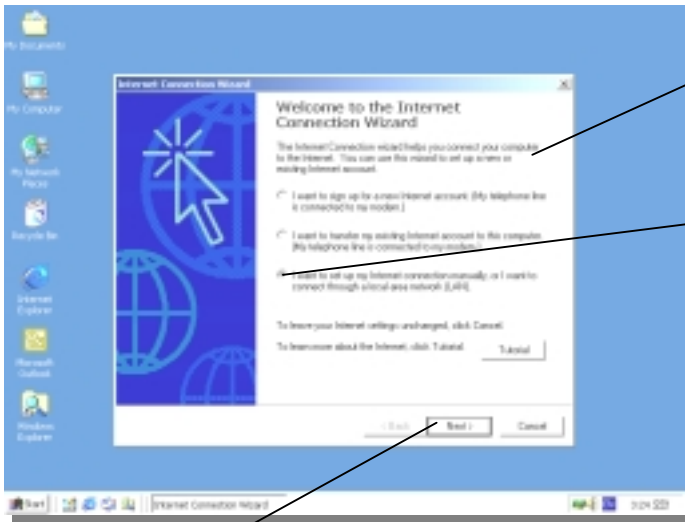 My Documents
My Computer
My Network
Places
Recycle Bin
Internet
Explorer
Microsoft
Outlook
Windows
Explorer
Internet Connection Wizard
Welcome to the Internet
Connection Wizard
The Internet Connection wizard helps you connect your computer
to the Internet. You can use this wizard to set up a new or
existing Internet account.
I want to sign up for a new Internet account. (My telephone line
is connected to my modem.)
I want to transfer my existing Internet account to this computer.
(My telephone line is connected to my modem.)
I want to set up my Internet connection manually, or I want to
connect through a local area network (LAN).
To leave your Internet settings unchanged, click Cancel.
To learn more about the Internet, click Tutorial.
Tutorial
< Back
Next >
Cancel
Start
Internet Connection Wizard